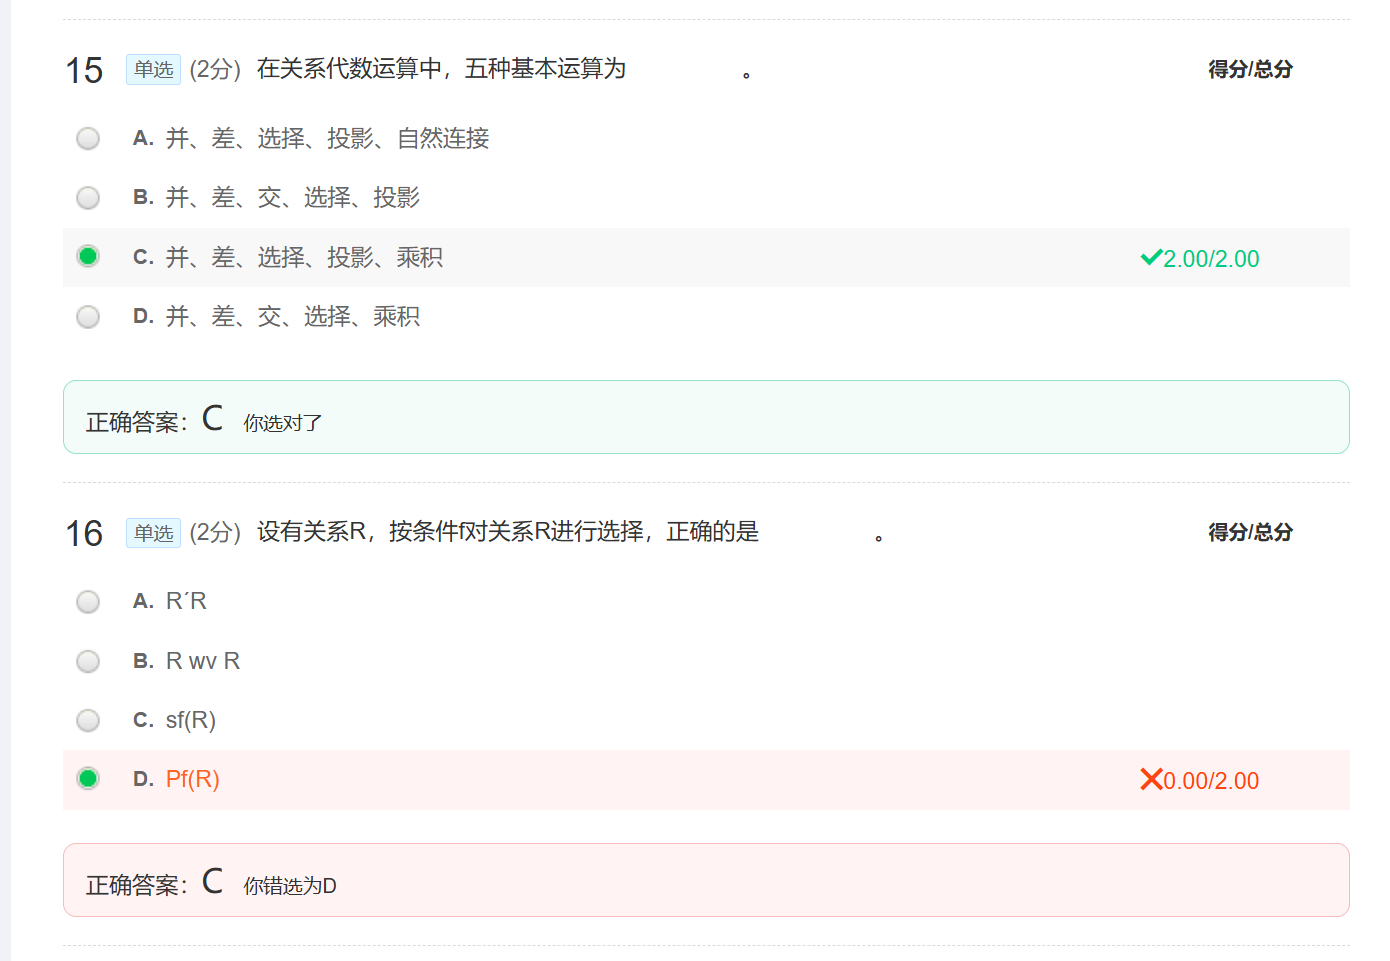 15 单选 (2分) 在关系代数运算中，五种基本运算为 。 得分/总分
A. 并、差、选择、投影、自然连接
B. 并、差、交、选择、投影
C. 并、差、选择、投影、乘积 2.00/2.00
D. 并、差、交、选择、乘积
正确答案：C 你选对了
16 单选 (2分) 设有关系R，按条件f对关系R进行选择，正确的是 。 得分/总分
A. R´R
B. R wv R
C. sf(R)
D. Pf(R) 0.00/2.00
正确答案：C 你错选为D